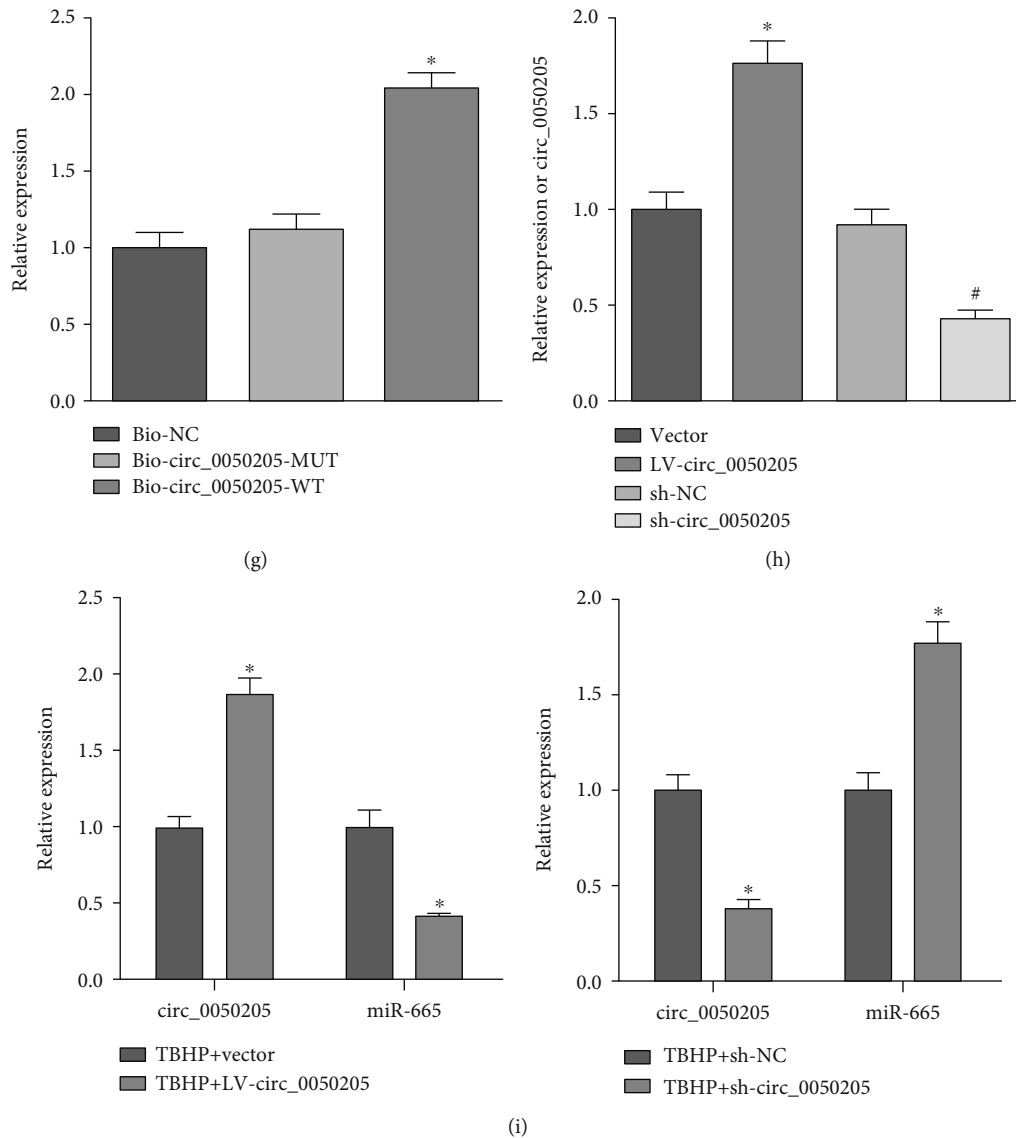 2.5
2.0
1.5
1.0
0.5
0.0
Relative expression
*
Bio-NC
Bio-circ_0050205-MUT
Bio-circ_0050205-WT
(g)
2.0
1.5
1.0
0.5
0.0
Relative expression or circ_0050205
*
#
Vector
LV-circ_0050205
sh-NC
sh-circ_0050205
(h)
2.5
2.0
1.5
1.0
0.5
0.0
Relative expression
*
*
circ_0050205 miR-665
TBHP+vector
TBHP+LV-circ_0050205
2.0
1.5
1.0
0.5
0.0
Relative expression
*
*
circ_0050205 miR-665
TBHP+sh-NC
TBHP+sh-circ_0050205
(i)